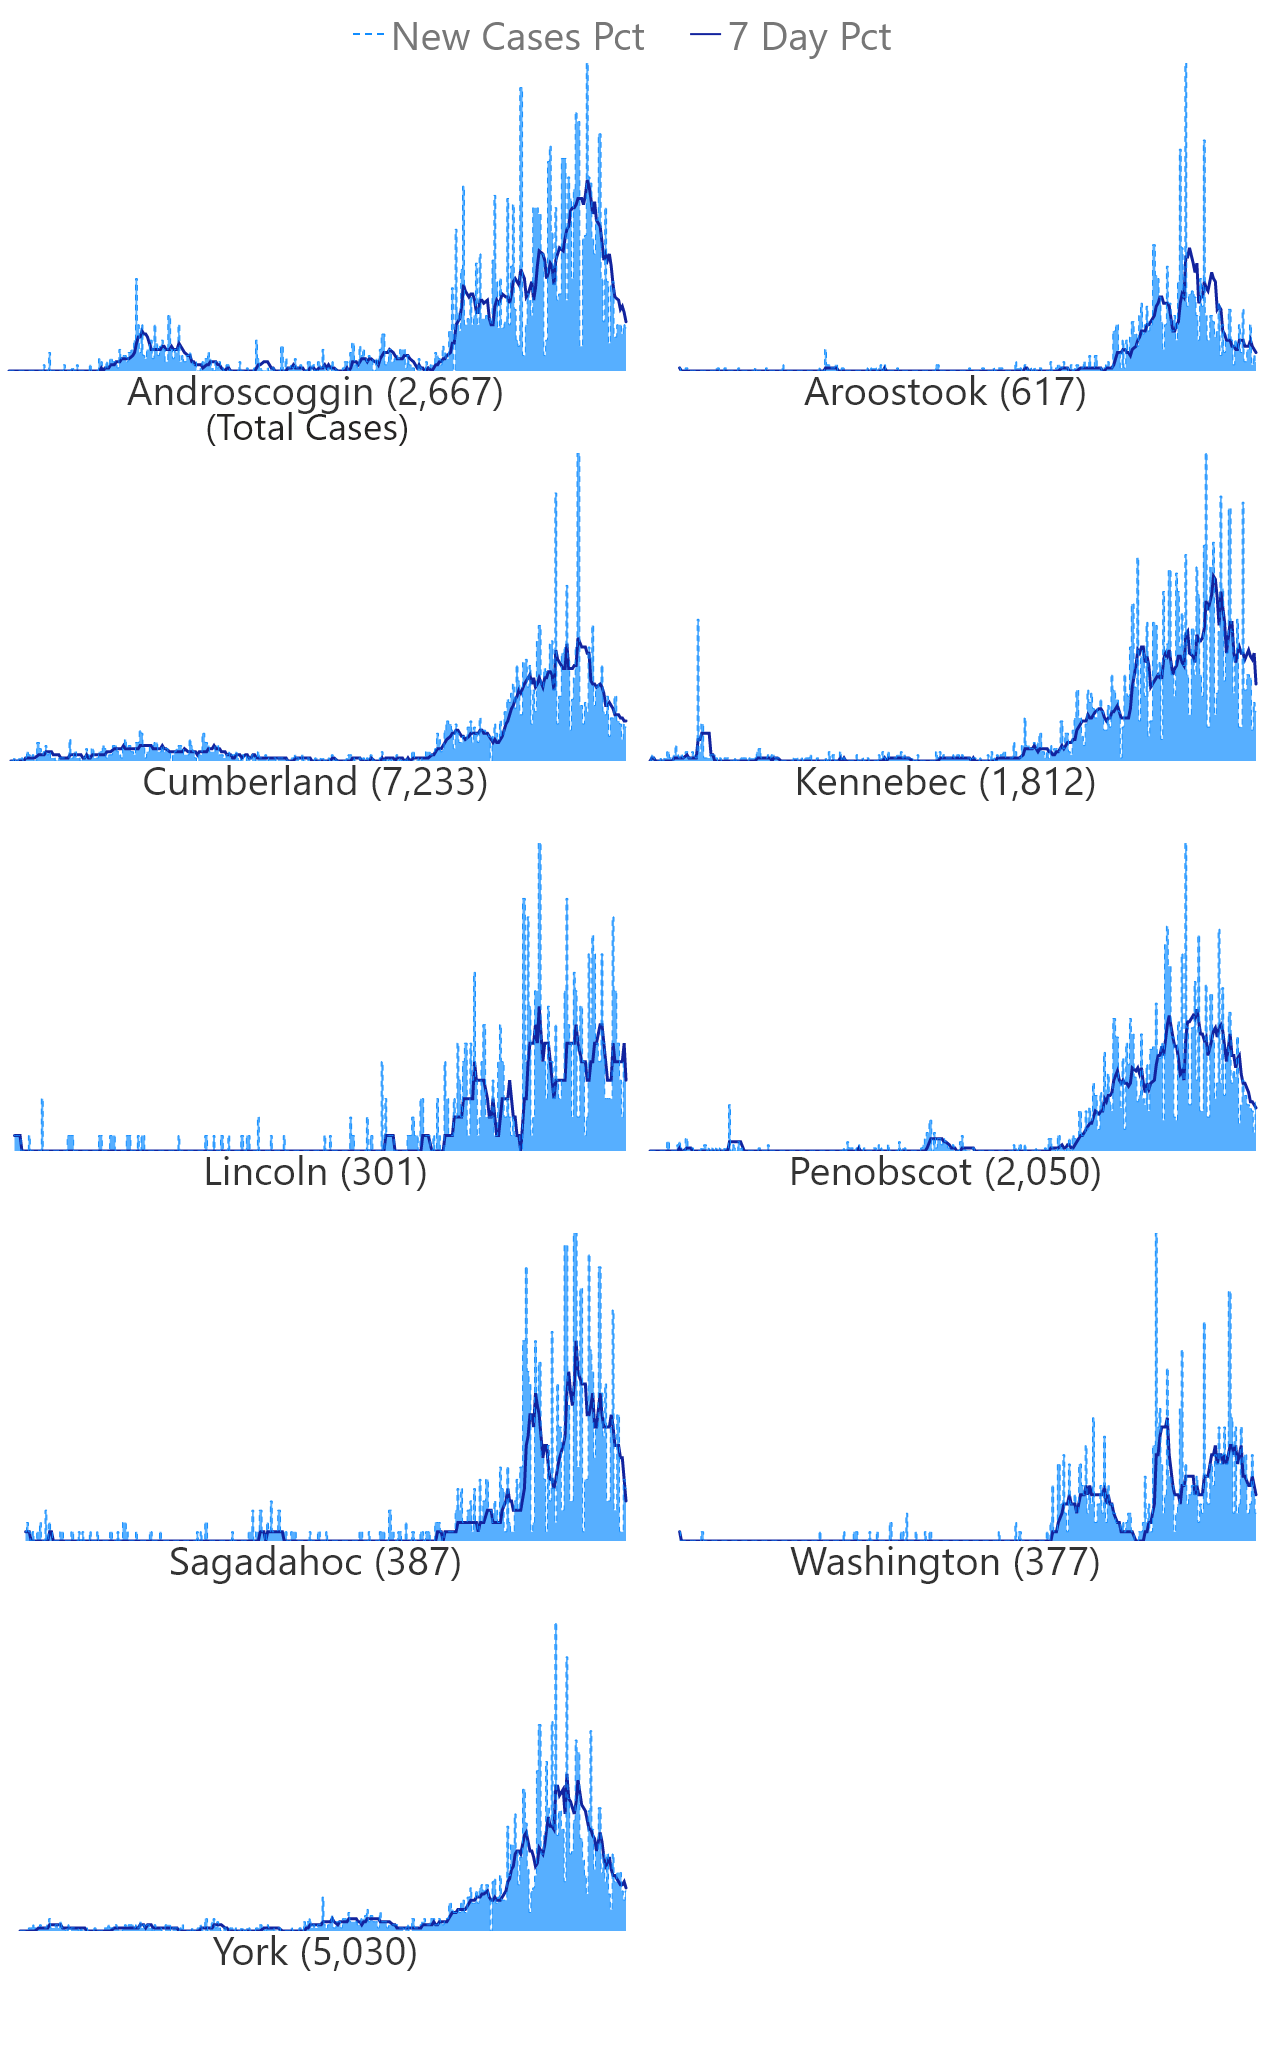 New Cases Pct 7 Day Pct
Androscoggin (2,667) Aroostook (617)
(Total Cases)
Cumberland (7,233) Kennebec (1,812)
Lincoln (301) Penobscot (2,050)
Sagadahoc (387) Washington (377)
York (5,030)